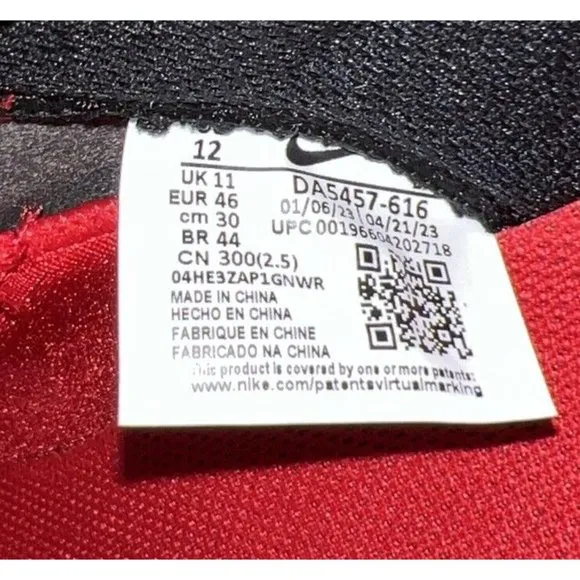 12
UK 11
EUR 46
cm 30
BR 44
CN 300(2.5)
04HE3ZAP1GNWR
MADE IN CHINA
HECHO EN CHINA
FABRIQUE EN CHINE
FABRICADO NA CHINA
DA5457-616
01/06/23 | 04/21/23
UPC 00196604202718
This product is covered by one or more patents:
www.nike.com/patentsvirtualmarking